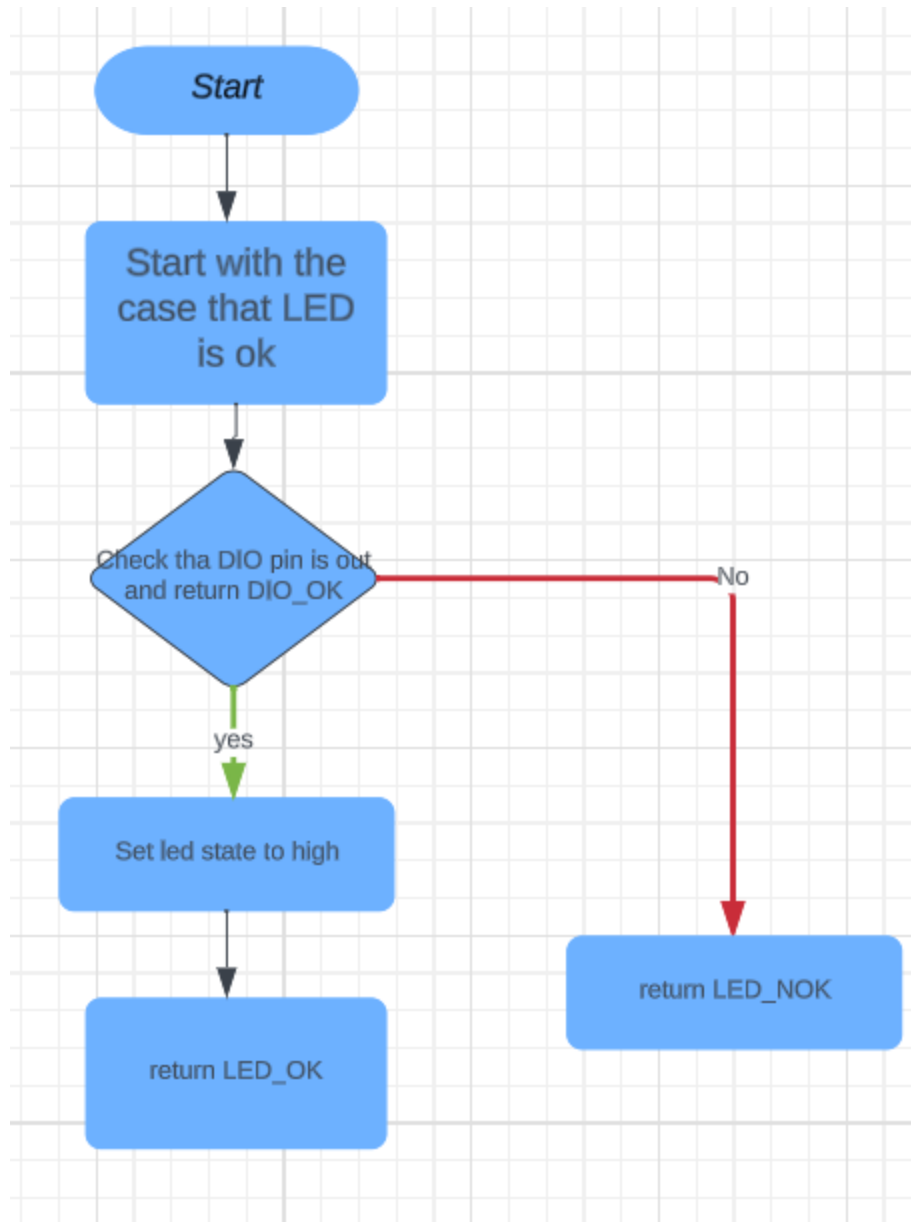 Start
Start with the
case that LED
is ok
Check tha DIO pin is out
and return DIO_OK
No
yes
Set led state to high
return LED_NOK
return LED_OK